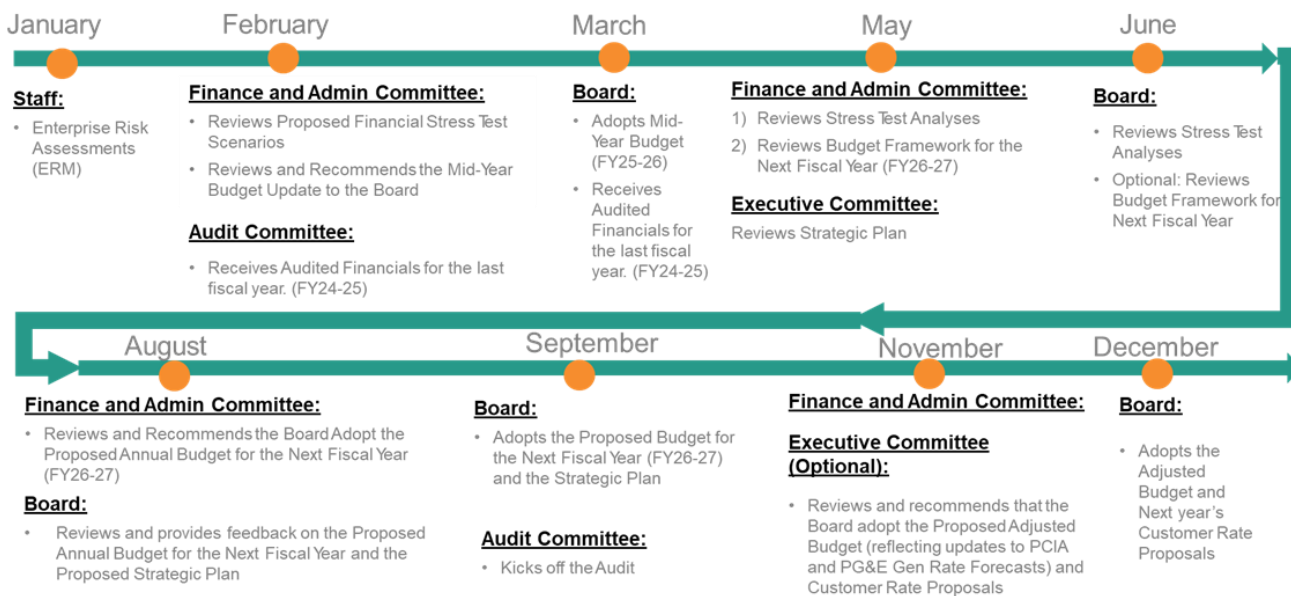 January
Staff:
• Enterprise Risk
Assessments
(ERM)
February
Finance and Admin Committee:
• Reviews Proposed Financial Stress Test
Scenarios
• Reviews and Recommends the Mid-Year
Budget Update to the Board
Audit Committee:
• Receives Audited Financials for the last
fiscal year. (FY24-25)
March
Board:
• Adopts Mid-
Year Budget
(FY25-26)
• Receives
Audited
Financials for
the last fiscal
year. (FY24-25)
May
Finance and Admin Committee:
1) Reviews Stress Test Analyses
2) Reviews Budget Framework for the
Next Fiscal Year (FY26-27)
Executive Committee:
Reviews Strategic Plan
June
Board:
• Reviews Stress Test
Analyses
• Optional: Reviews
Budget Framework for
Next Fiscal Year
August
Finance and Admin Committee:
• Reviews and Recommends the Board Adopt the
Proposed Annual Budget for the Next Fiscal Year
(FY26-27)
Board:
• Reviews and provides feedback on the Proposed
Annual Budget for the Next Fiscal Year and the
Proposed Strategic Plan
September
Board:
• Adopts the Proposed Budget for
the Next Fiscal Year (FY26-27)
and the Strategic Plan
Audit Committee:
• Kicks off the Audit
November
Finance and Admin Committee:
Executive Committee
(Optional):
• Reviews and recommends that the
Board adopt the Proposed Adjusted
Budget (reflecting updates to PCIA
and PG&E Gen Rate Forecasts) and
Customer Rate Proposals
December
Board:
• Adopts the
Adjusted
Budget and
Next year's
Customer Rate
Proposals